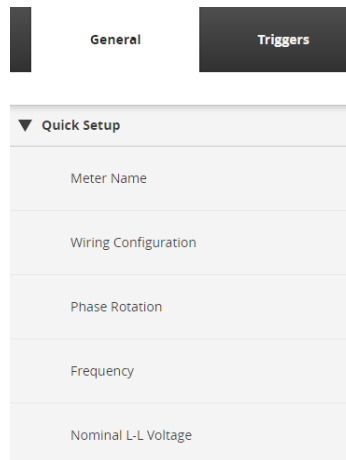 General
Triggers
Quick Setup
Meter Name
Wiring Configuration
Phase Rotation
Frequency
Nominal L-L Voltage